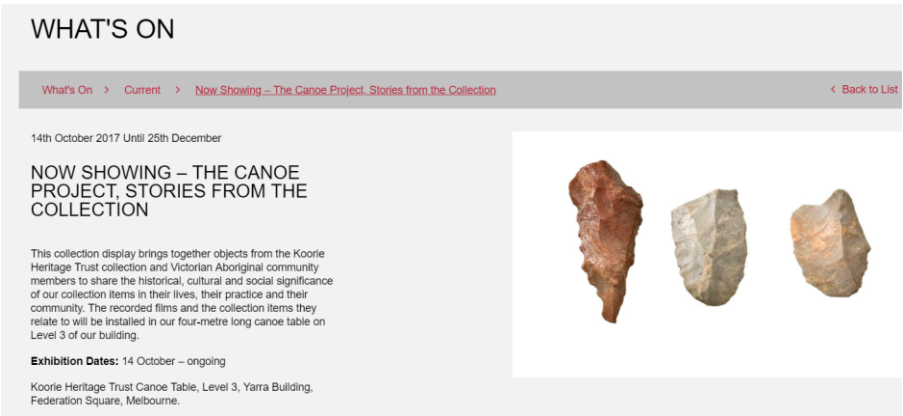 WHAT'S ON
What's On > Current > Now Showing – The Canoe Project, Stories from the Collection < Back to List
14th October 2017 Until 25th December
NOW SHOWING – THE CANOE
PROJECT, STORIES FROM THE
COLLECTION
This collection display brings together objects from the Koorie
Heritage Trust collection and Victorian Aboriginal community
members to share the historical, cultural and social significance
of our collection items in their lives, their practice and their
community. The recorded films and the collection items they
relate to will be installed in our four-metre long canoe table on
Level 3 of our building.
Exhibition Dates: 14 October – ongoing
Koorie Heritage Trust Canoe Table, Level 3, Yarra Building,
Federation Square, Melbourne.